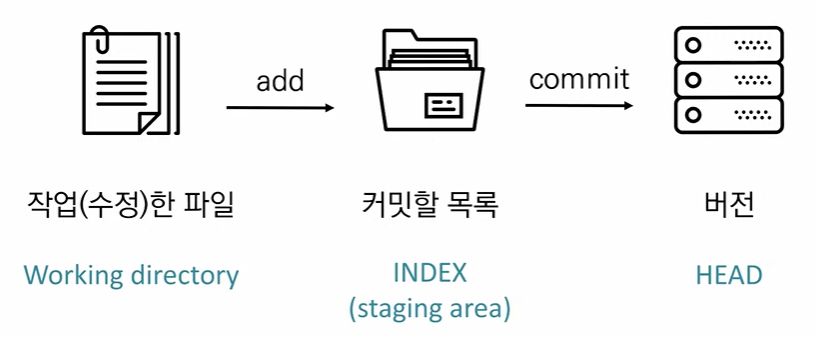 add
commit
작업(수정)한 파일
커밋할 목록
버전
Working directory
INDEX
(staging area)
HEAD